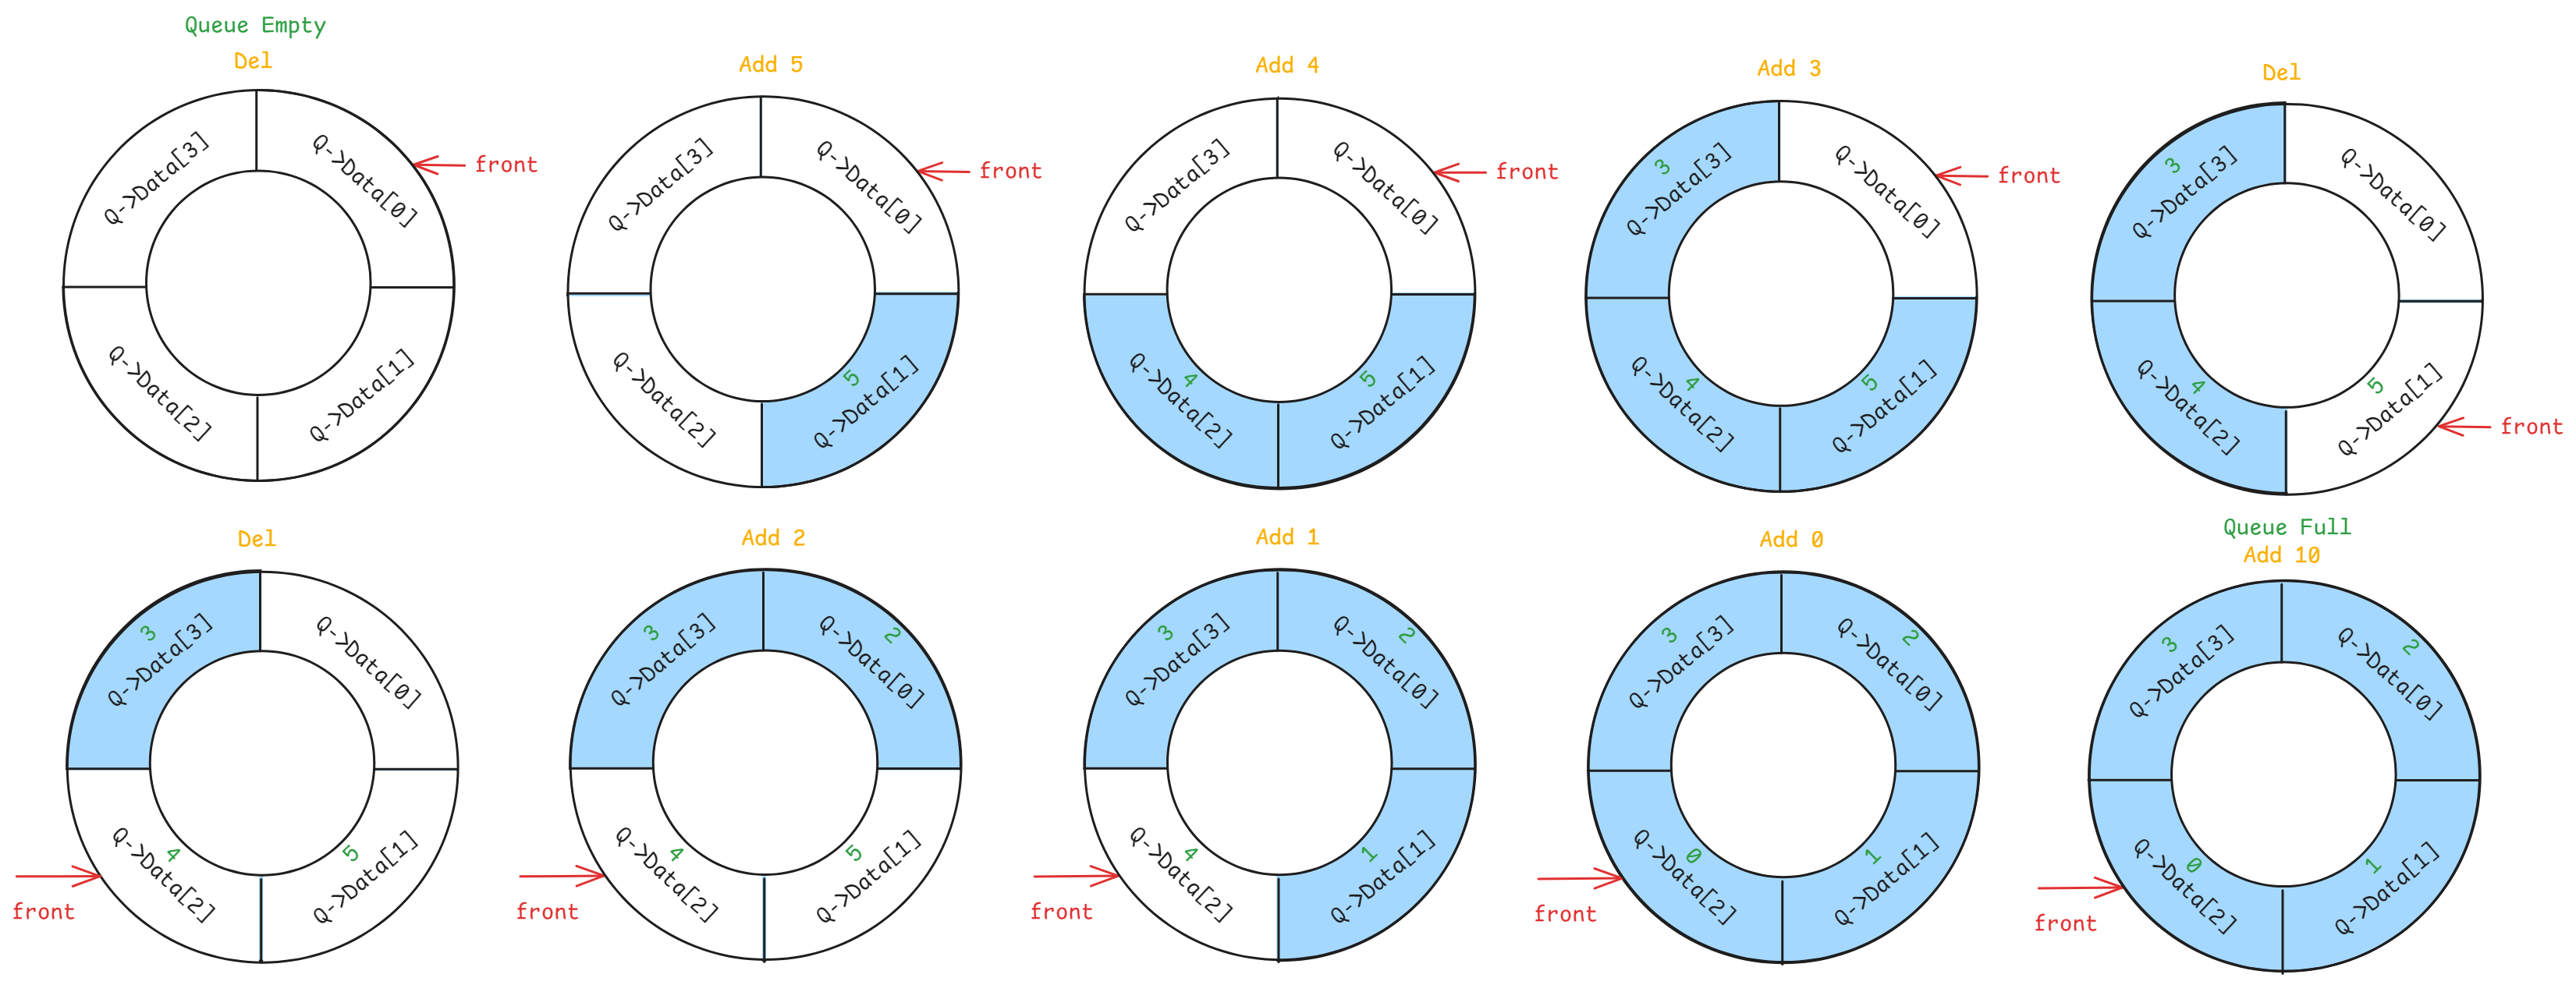 Queue Empty
Del
Q->Data[3]
Q->Data[0]
front
Q->Data[2]
Q->Data[1]
Add 5
Q->Data[3]
Q->Data[0]
front
Q->Data[2]
5
Q->Data[1]
Add 4
Q->Data[3]
Q->Data[0]
front
4
Q->Data[2]
5
Q->Data[1]
Add 3
3
Q->Data[3]
Q->Data[0]
front
4
Q->Data[2]
5
Q->Data[1]
Del
3
Q->Data[3]
Q->Data[0]
4
Q->Data[2]
5
Q->Data[1]
front
Del
3
Q->Data[3]
Q->Data[0]
4
Q->Data[2]
5
Q->Data[1]
front
Add 2
3
Q->Data[3]
2
Q->Data[0]
4
Q->Data[2]
5
Q->Data[1]
front
Add 1
3
Q->Data[3]
2
Q->Data[0]
4
Q->Data[2]
1
Q->Data[1]
front
Add 0
3
Q->Data[3]
2
Q->Data[0]
0
Q->Data[2]
1
Q->Data[1]
front
Queue Full
Add 10
3
Q->Data[3]
2
Q->Data[0]
0
Q->Data[2]
1
Q->Data[1]
front